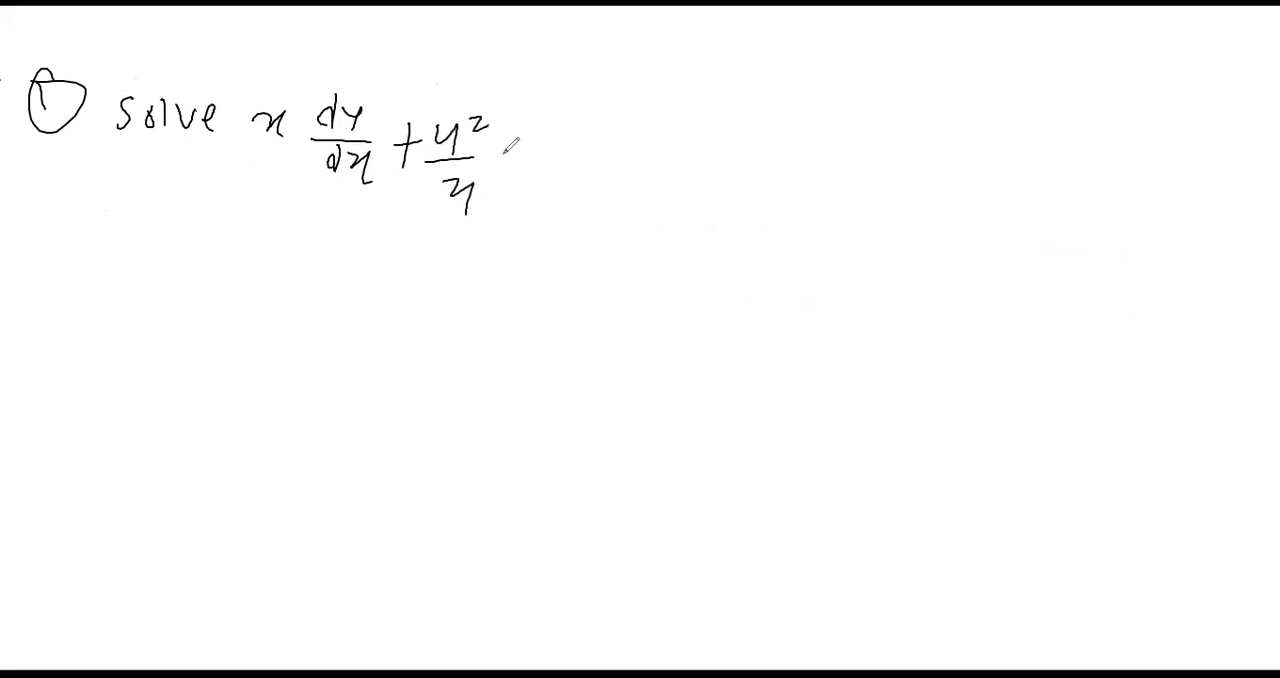 ① Solve x dy/dx + y²/x